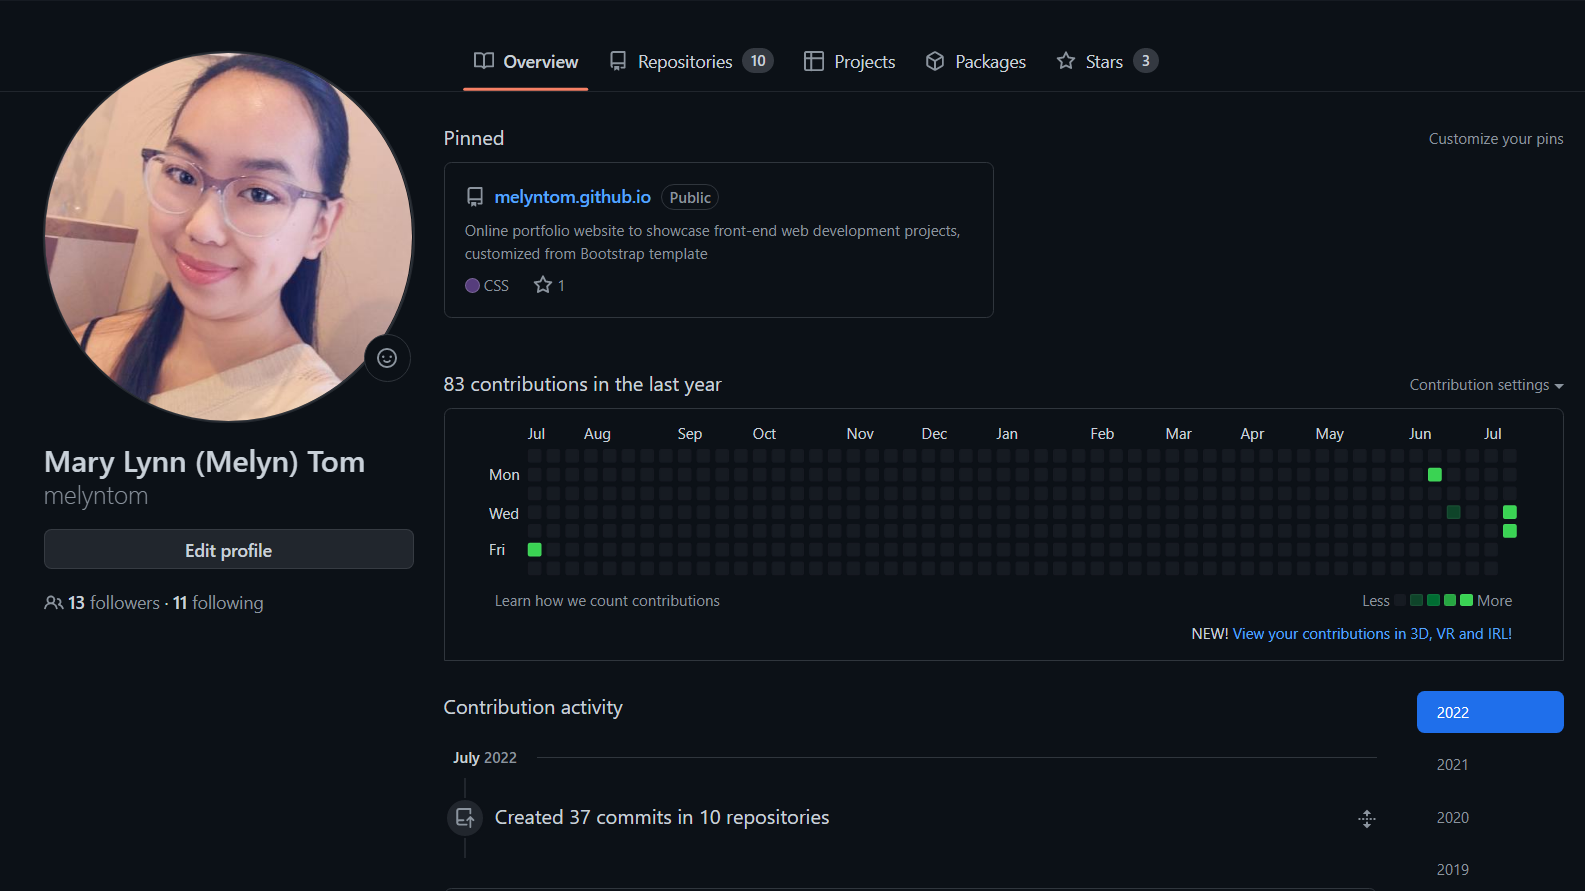 Overview
Repositories 10
Projects
Packages
Stars 3
Mary Lynn (Melyn) Tom
melyntom
Edit profile
13 followers · 11 following
Pinned
Customize your pins
melyntom.github.io Public
Online portfolio website to showcase front-end web development projects,
customized from Bootstrap template
CSS 1
83 contributions in the last year
Contribution settings
Jul Aug Sep Oct Nov Dec Jan Feb Mar Apr May Jun Jul
Mon
Wed
Fri
Learn how we count contributions
Less More
NEW! View your contributions in 3D, VR and IRL!
Contribution activity
July 2022
Created 37 commits in 10 repositories
2022
2021
2020
2019